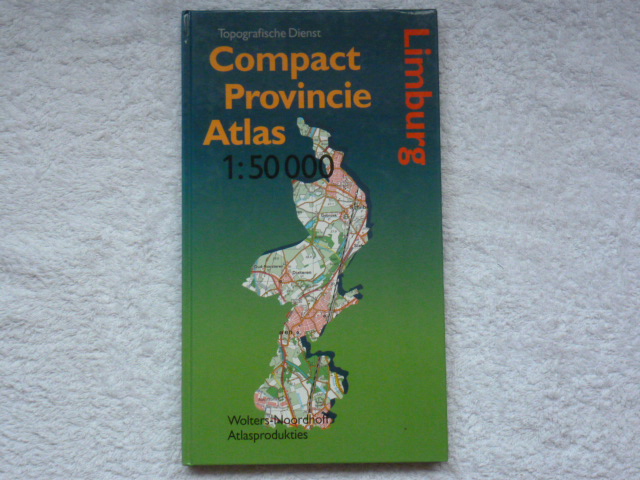 Topografische Dienst
Compact
Provincie
Atlas
1:50 000
Limburg
Wolters-Noordhoff
Atlasprodukties